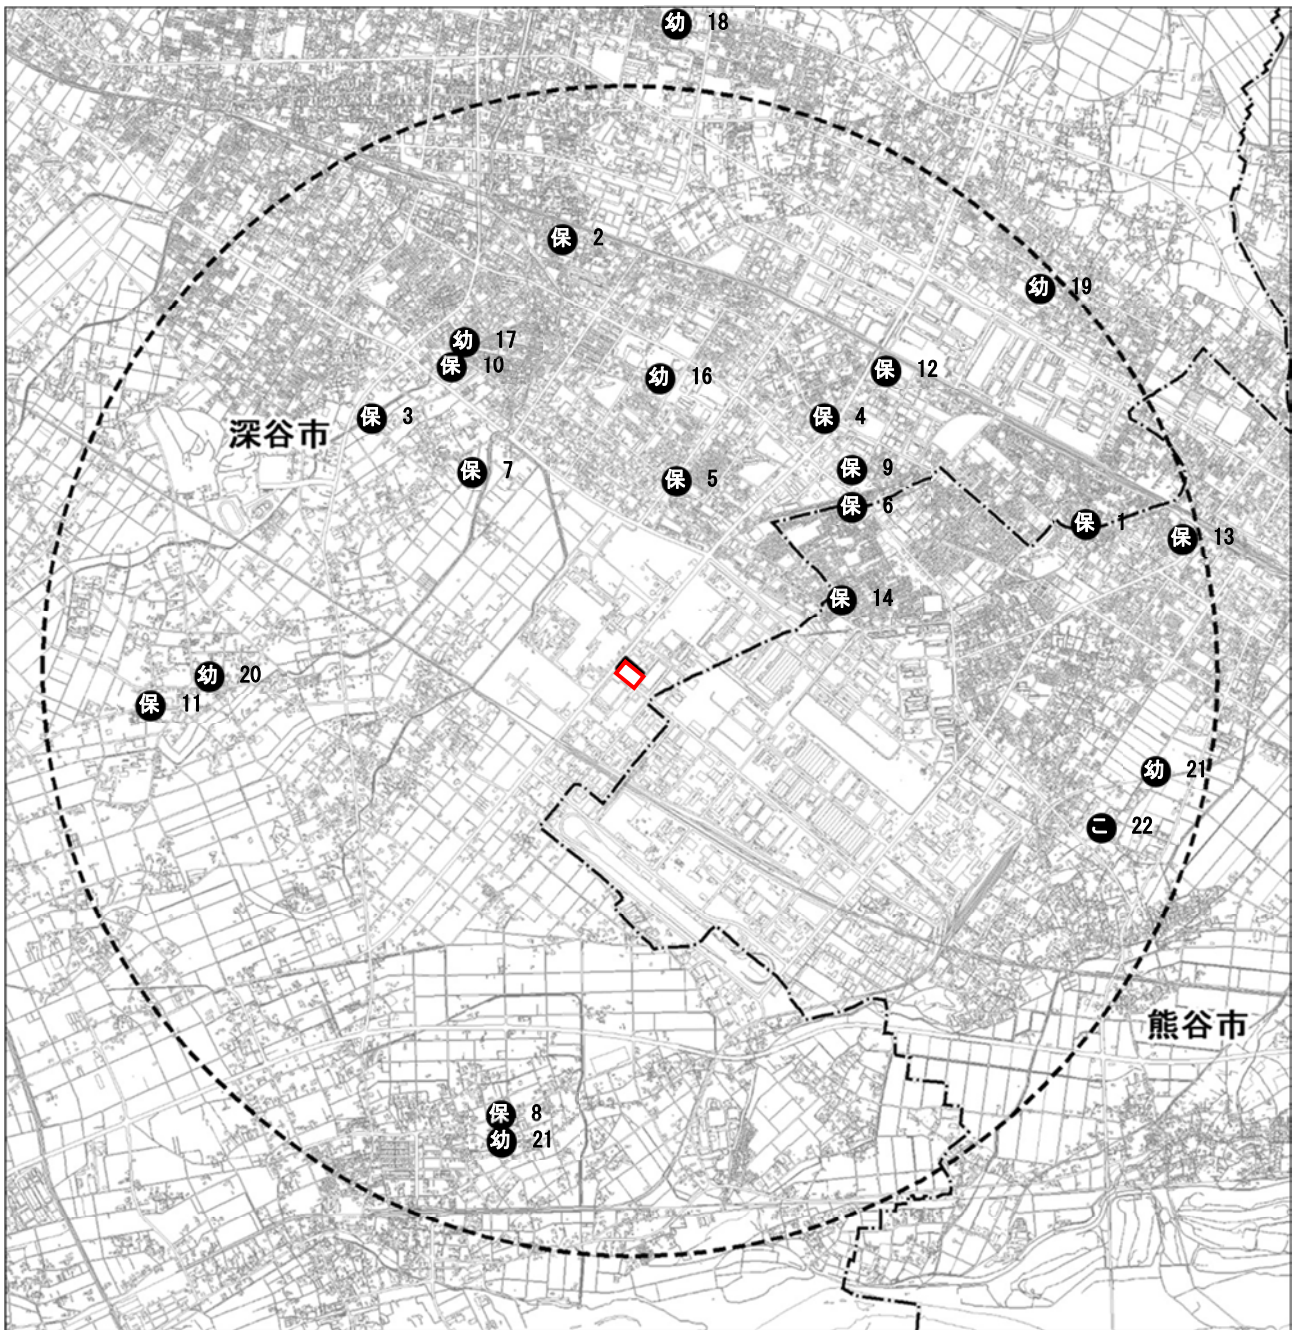 幼 18
保 2
幼 19
幼 17
保 10
保 12
幼 16
保 3
保 4
深谷市
保 7
保 9
保 5
保 6
保 1
保 13
保 14
幼 20
保 11
幼 21
こ 22
熊谷市
保 8
幼 21